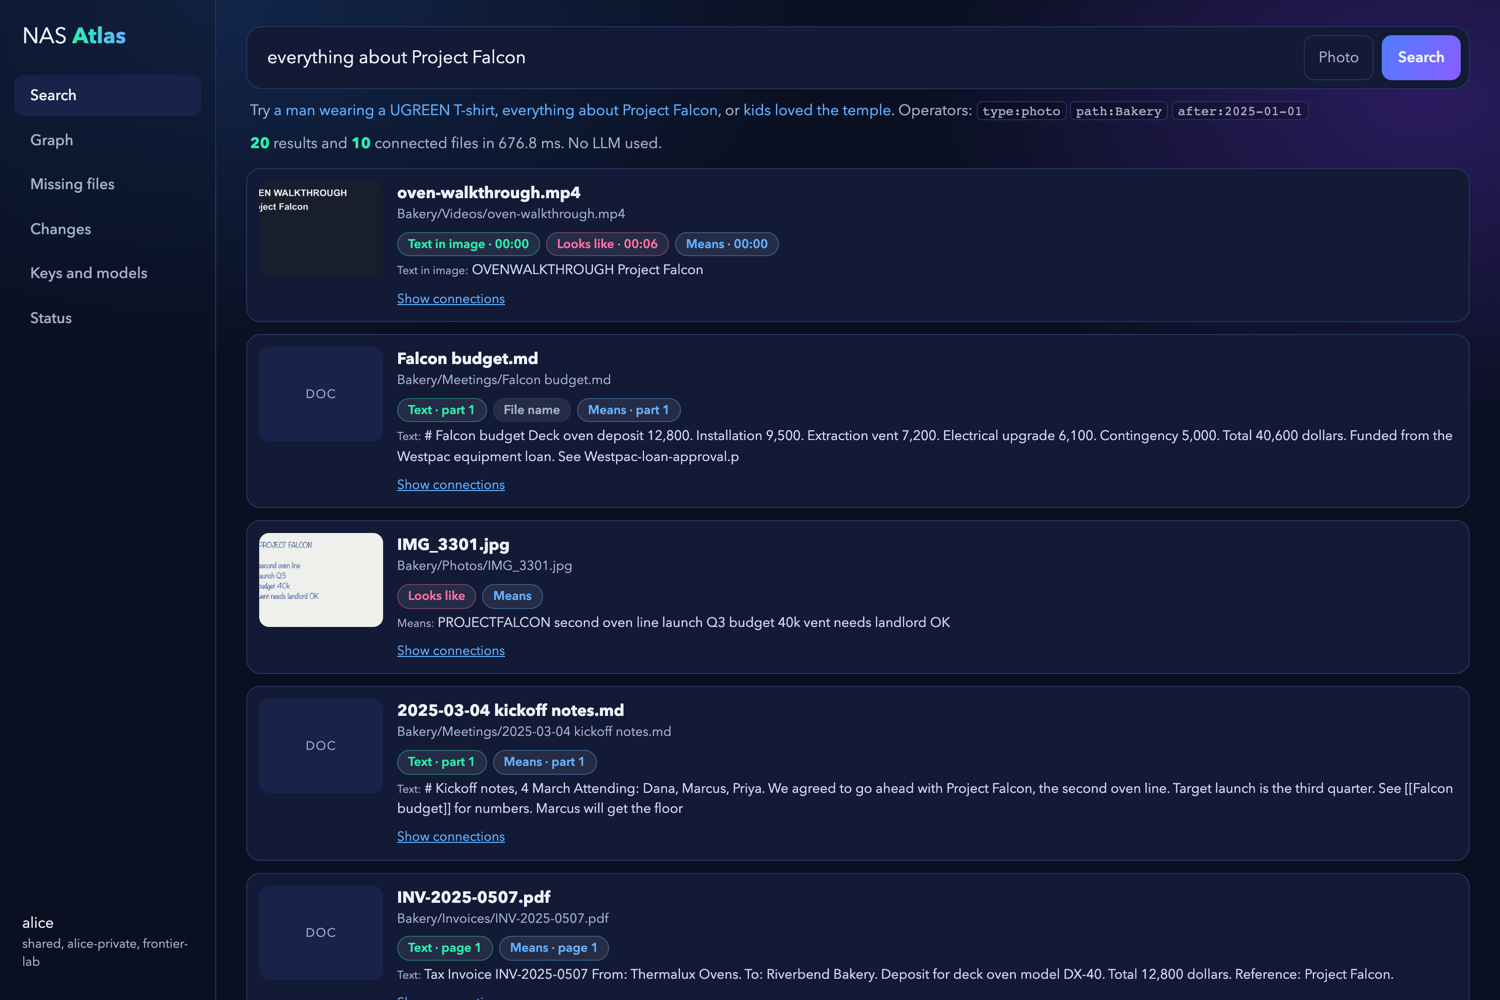 NAS Atlas
Search
Graph
Missing files
Changes
Keys and models
Status
alice
shared, alice-private, frontier-
lab
everything about Project Falcon
Photo
Search
Try a man wearing a UGREEN T-shirt, everything about Project Falcon, or kids loved the temple. Operators: type:photo path:Bakery after:2025-01-01
20 results and 10 connected files in 676.8 ms. No LLM used.
EN WALKTHROUGH
ject Falcon
oven-walkthrough.mp4
Bakery/Videos/oven-walkthrough.mp4
Text in image · 00:00 Looks like · 00:06 Means · 00:00
Text in image: OVENWALKTHROUGH Project Falcon
Show connections
DOC
Falcon budget.md
Bakery/Meetings/Falcon budget.md
Text · part 1 File name Means · part 1
Text: # Falcon budget Deck oven deposit 12,800. Installation 9,500. Extraction vent 7,200. Electrical upgrade 6,100. Contingency 5,000. Total 40,600 dollars. Funded from the
Westpac equipment loan. See Westpac-loan-approval.p
Show connections
PROJECT FALCON
second oven line
aunch Q3
udget 40k
vent needs landlord OK
IMG_3301.jpg
Bakery/Photos/IMG_3301.jpg
Looks like Means
Means: PROJECTFALCON second oven line launch Q3 budget 40k vent needs landlord OK
Show connections
DOC
2025-03-04 kickoff notes.md
Bakery/Meetings/2025-03-04 kickoff notes.md
Text · part 1 Means · part 1
Text: # Kickoff notes, 4 March Attending: Dana, Marcus, Priya. We agreed to go ahead with Project Falcon, the second oven line. Target launch is the third quarter. See [[Falcon
budget]] for numbers. Marcus will get the floor
Show connections
DOC
INV-2025-0507.pdf
Bakery/Invoices/INV-2025-0507.pdf
Text · page 1 Means · page 1
Text: Tax Invoice INV-2025-0507 From: Thermalux Ovens. To: Riverbend Bakery. Deposit for deck oven model DX-40. Total 12,800 dollars. Reference: Project Falcon.